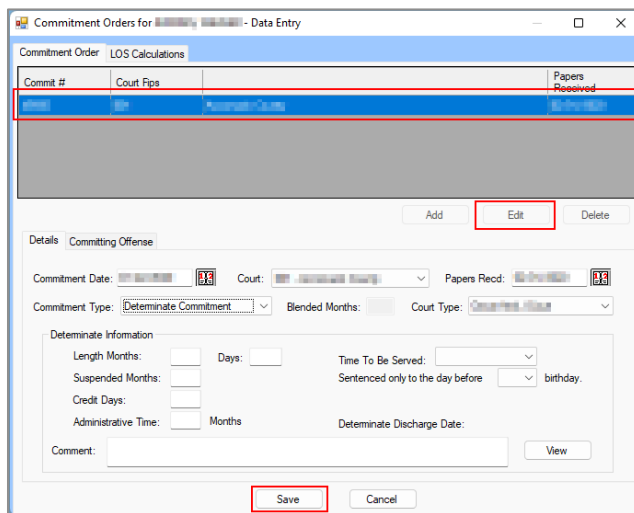 Commitment Orders for - Data Entry
Commitment Order LOS Calculations
Commit # Court Fips Papers Received
Add Edit Delete
Details Committing Offense
Commitment Date: Court: Papers Recd:
Commitment Type: Determinate Commitment Blended Months: Court Type:
Determinate Information
Length Months: Days: Time To Be Served:
Suspended Months: Sentenced only to the day before birthday.
Credit Days:
Administrative Time: Months Determinate Discharge Date:
Comment: View
Save Cancel